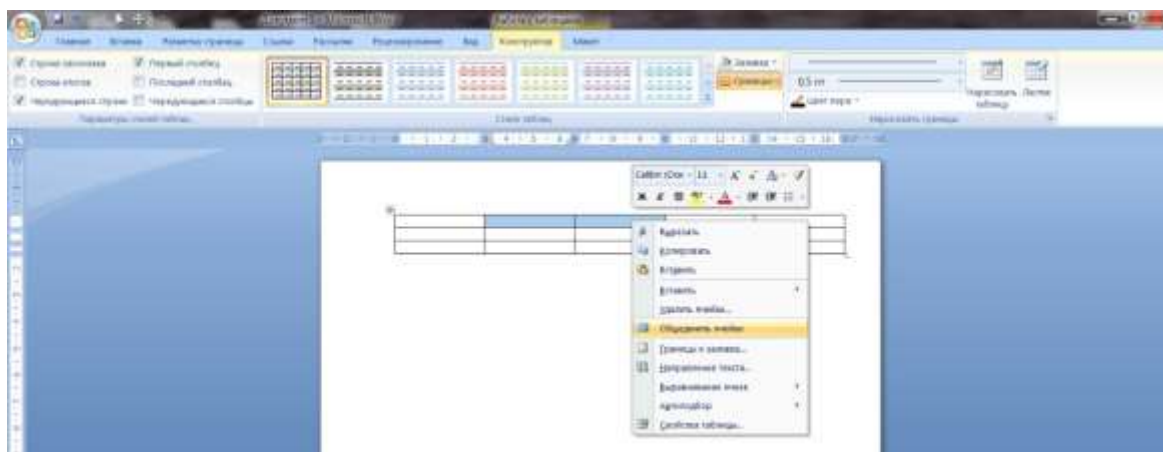 Главная Вставка Разметка страницы Ссылки Рассылки Рецензирование Вид Конструктор Макет
Строка заголовка Первый столбец
Строка итогов Последний столбец
Чередующиеся строки Чередующиеся столбцы
Заливка
Границы
0,5 пт
Цвет пера
Нарисовать таблицу
Ластик
Параметры стилей таблиц
Стили таблиц
Нарисовать границы
Calibri (Осн 11
Ж К
Вырезать
Копировать
Вставить
Вставить
Удалить ячейки...
Объединить ячейки
Границы и заливка...
Направление текста...
Выравнивание ячеек
Автоподбор
Свойства таблицы...